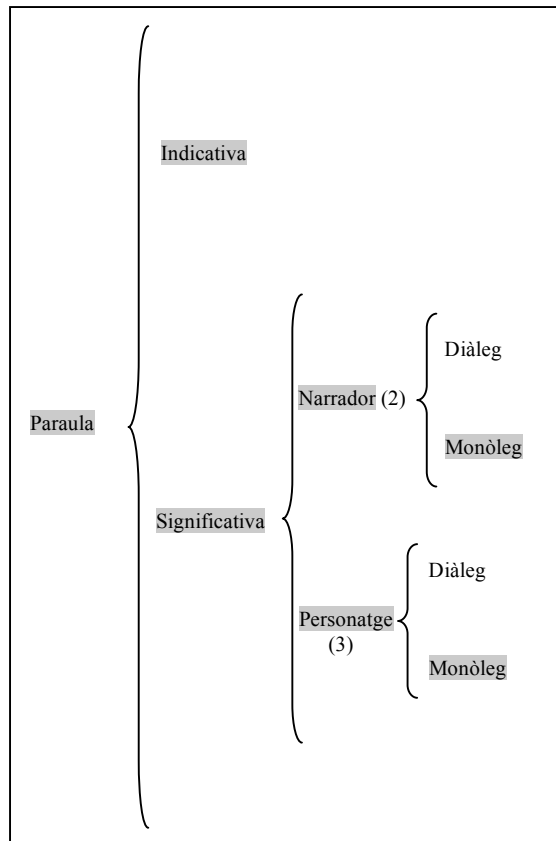 Indicativa
Diàleg
Narrador (2)
Paraula
Monòleg
Significativa
Diàleg
Personatge
(3)
Monòleg